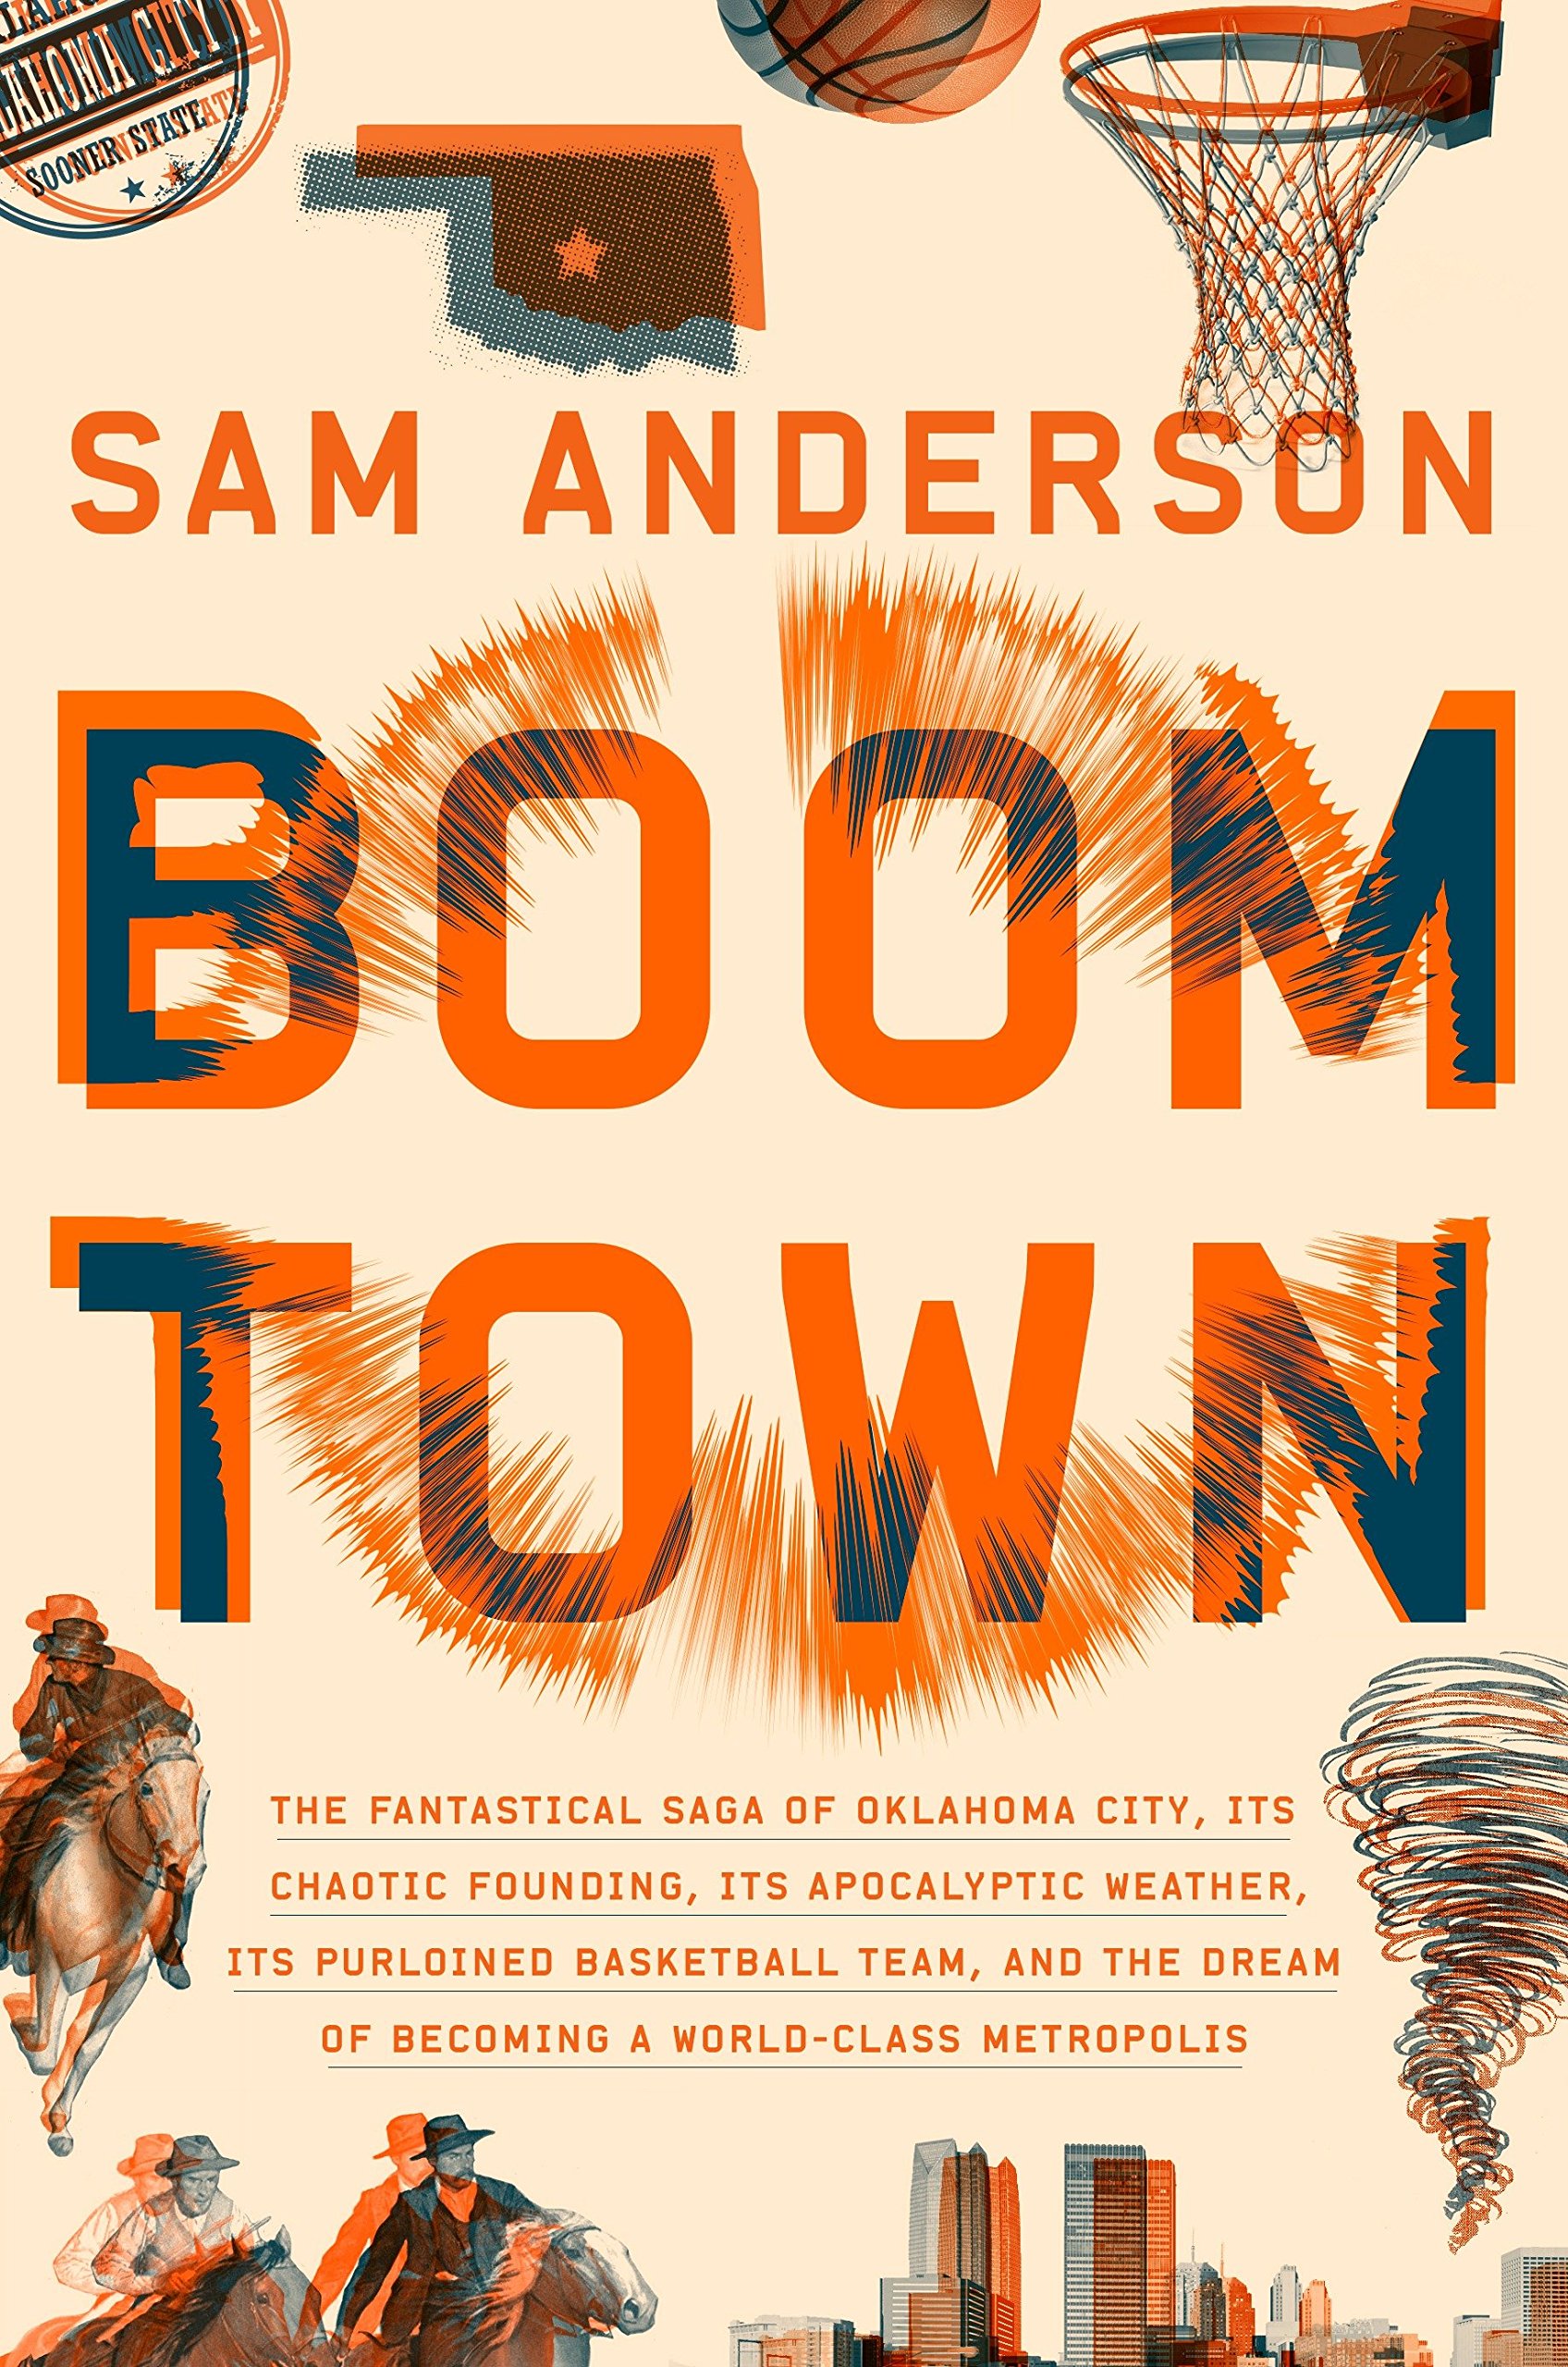 SOONER STATE
SAM ANDERSON
BOOM
TOWN
THE FANTASTICAL SAGA OF OKLAHOMA CITY, ITS
CHAOTIC FOUNDING, ITS APOCALYPTIC WEATHER,
ITS PURLOINED BASKETBALL TEAM, AND THE DREAM
OF BECOMING A WORLD-CLASS METROPOLIS